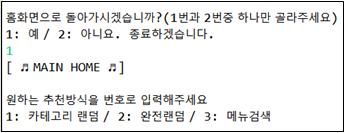 홈화면으로 돌아가시겠습니까?(1번과 2번중 하나만 골라주세요)
1: 예 / 2: 아니요. 종료하겠습니다.
1
[ ♬MAIN HOME ♬]
원하는 추천방식을 번호로 입력해주세요
1: 카테고리 랜덤 / 2: 완전랜덤 / 3: 메뉴검색